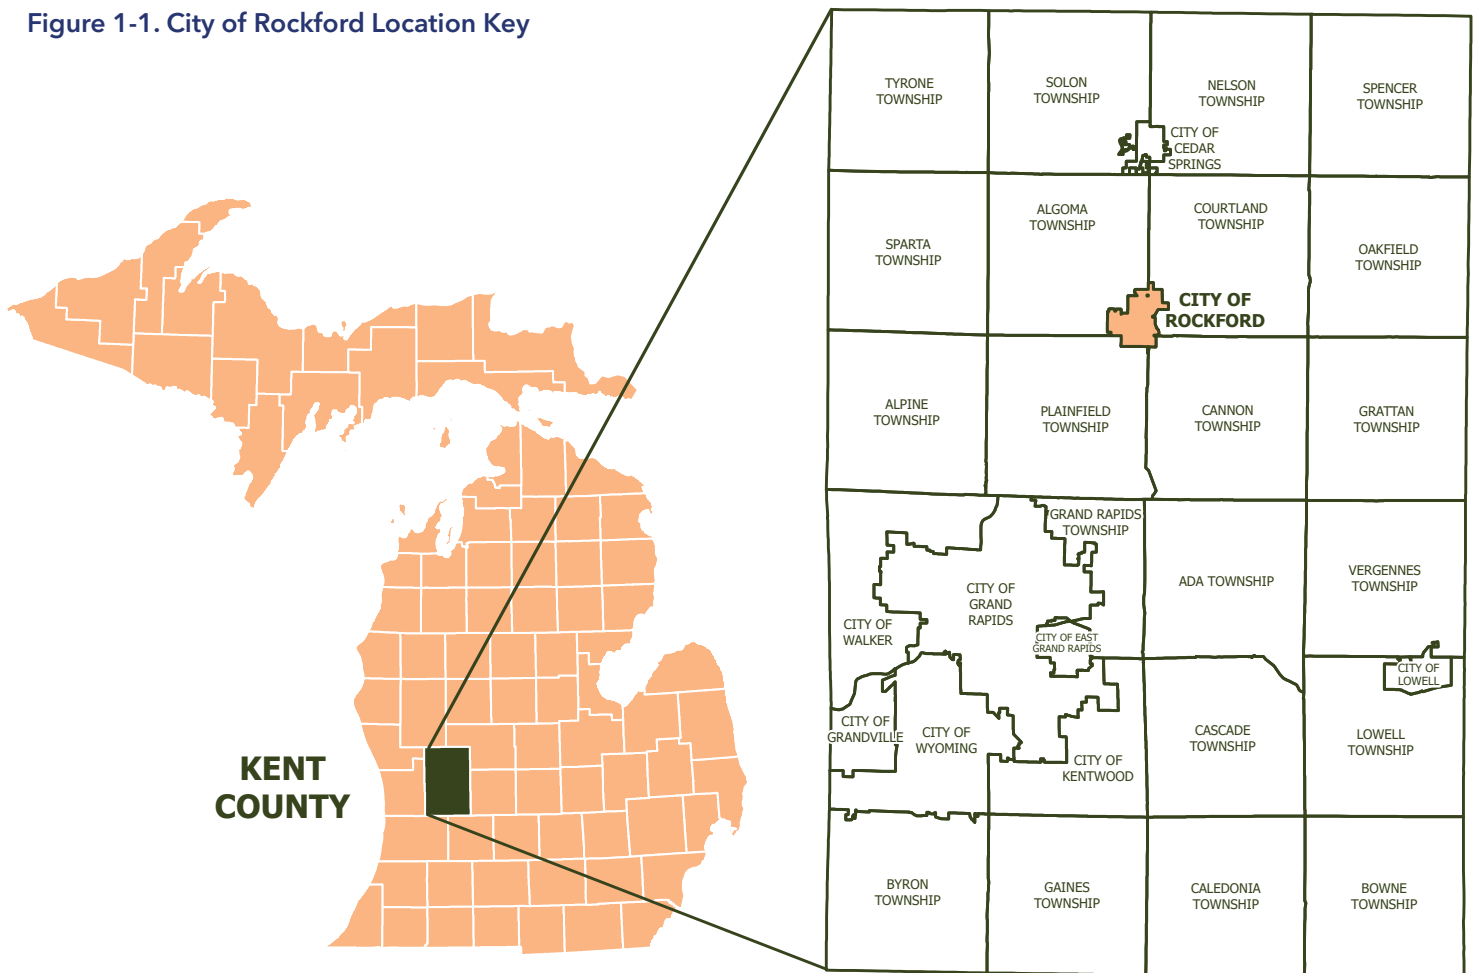 Figure 1-1. City of Rockford Location Key
TYRONE
TOWNSHIP
SOLON
TOWNSHIP
NELSON
TOWNSHIP
SPENCER
TOWNSHIP
CITY OF
CEDAR
SPRINGS
SPARTA
TOWNSHIP
ALGOMA
TOWNSHIP
COURTLAND
TOWNSHIP
OAKFIELD
TOWNSHIP
CITY OF
ROCKFORD
ALPINE
TOWNSHIP
PLAINFIELD
TOWNSHIP
CANNON
TOWNSHIP
GRATTAN
TOWNSHIP
GRAND RAPIDS
TOWNSHIP
CITY OF
GRAND
RAPIDS
ADA TOWNSHIP
VERGENNES
TOWNSHIP
CITY OF
WALKER
CITY OF EAST
GRAND RAPIDS
CITY OF
LOWELL
CITY OF
GRANDVILLE
CITY OF
WYOMING
CITY OF
KENTWOOD
CASCADE
TOWNSHIP
LOWELL
TOWNSHIP
KENT
COUNTY
BYRON
TOWNSHIP
GAINES
TOWNSHIP
CALEDONIA
TOWNSHIP
BOWNE
TOWNSHIP